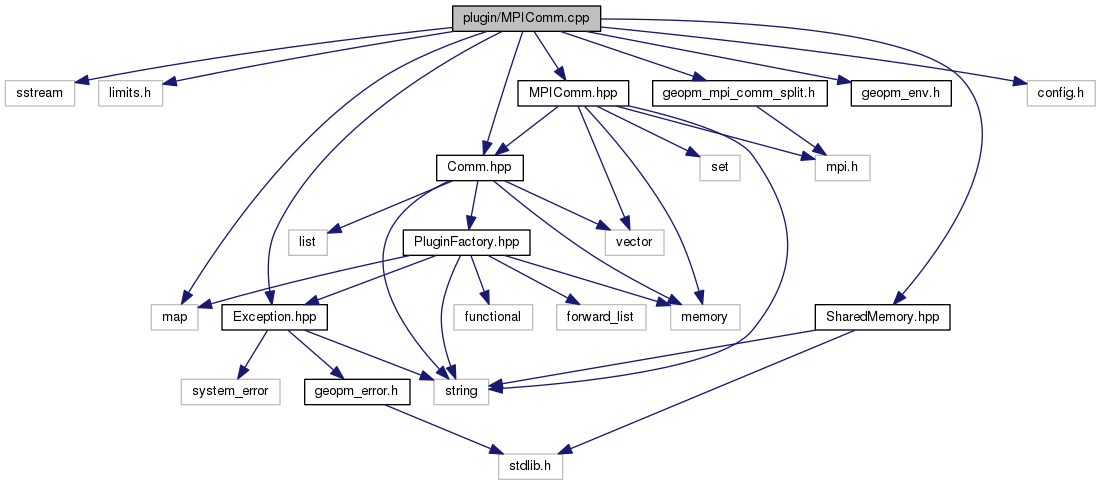 plugin/MPIComm.cpp
sstream
limits.h
MPIComm.hpp
geopm_mpi_comm_split.h
geopm_env.h
config.h
Comm.hpp
set
mpi.h
list
PluginFactory.hpp
vector
map
Exception.hpp
functional
forward_list
memory
SharedMemory.hpp
system_error
geopm_error.h
string
stdlib.h